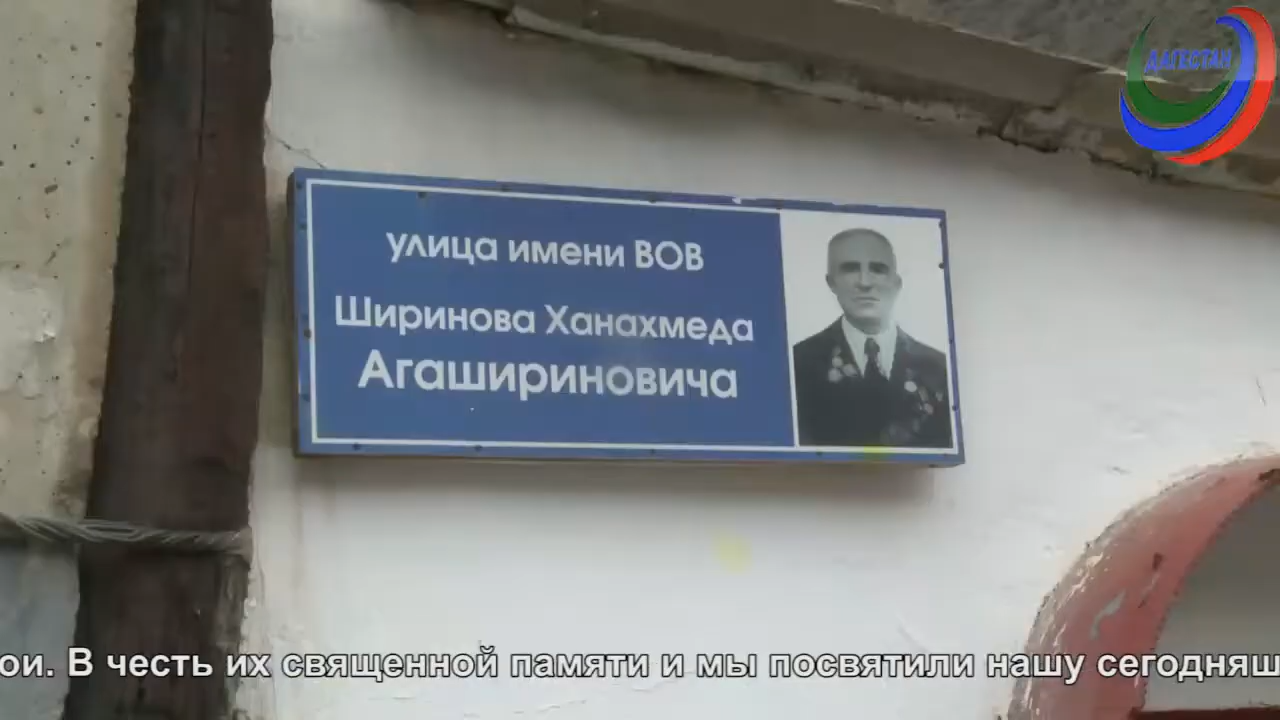 ДАГЕСТАН
улица имени ВОВ
Ширинова Ханахмеда
Агашириновича
ои. В честь их священной памяти и мы посвятили нашу сегодняш